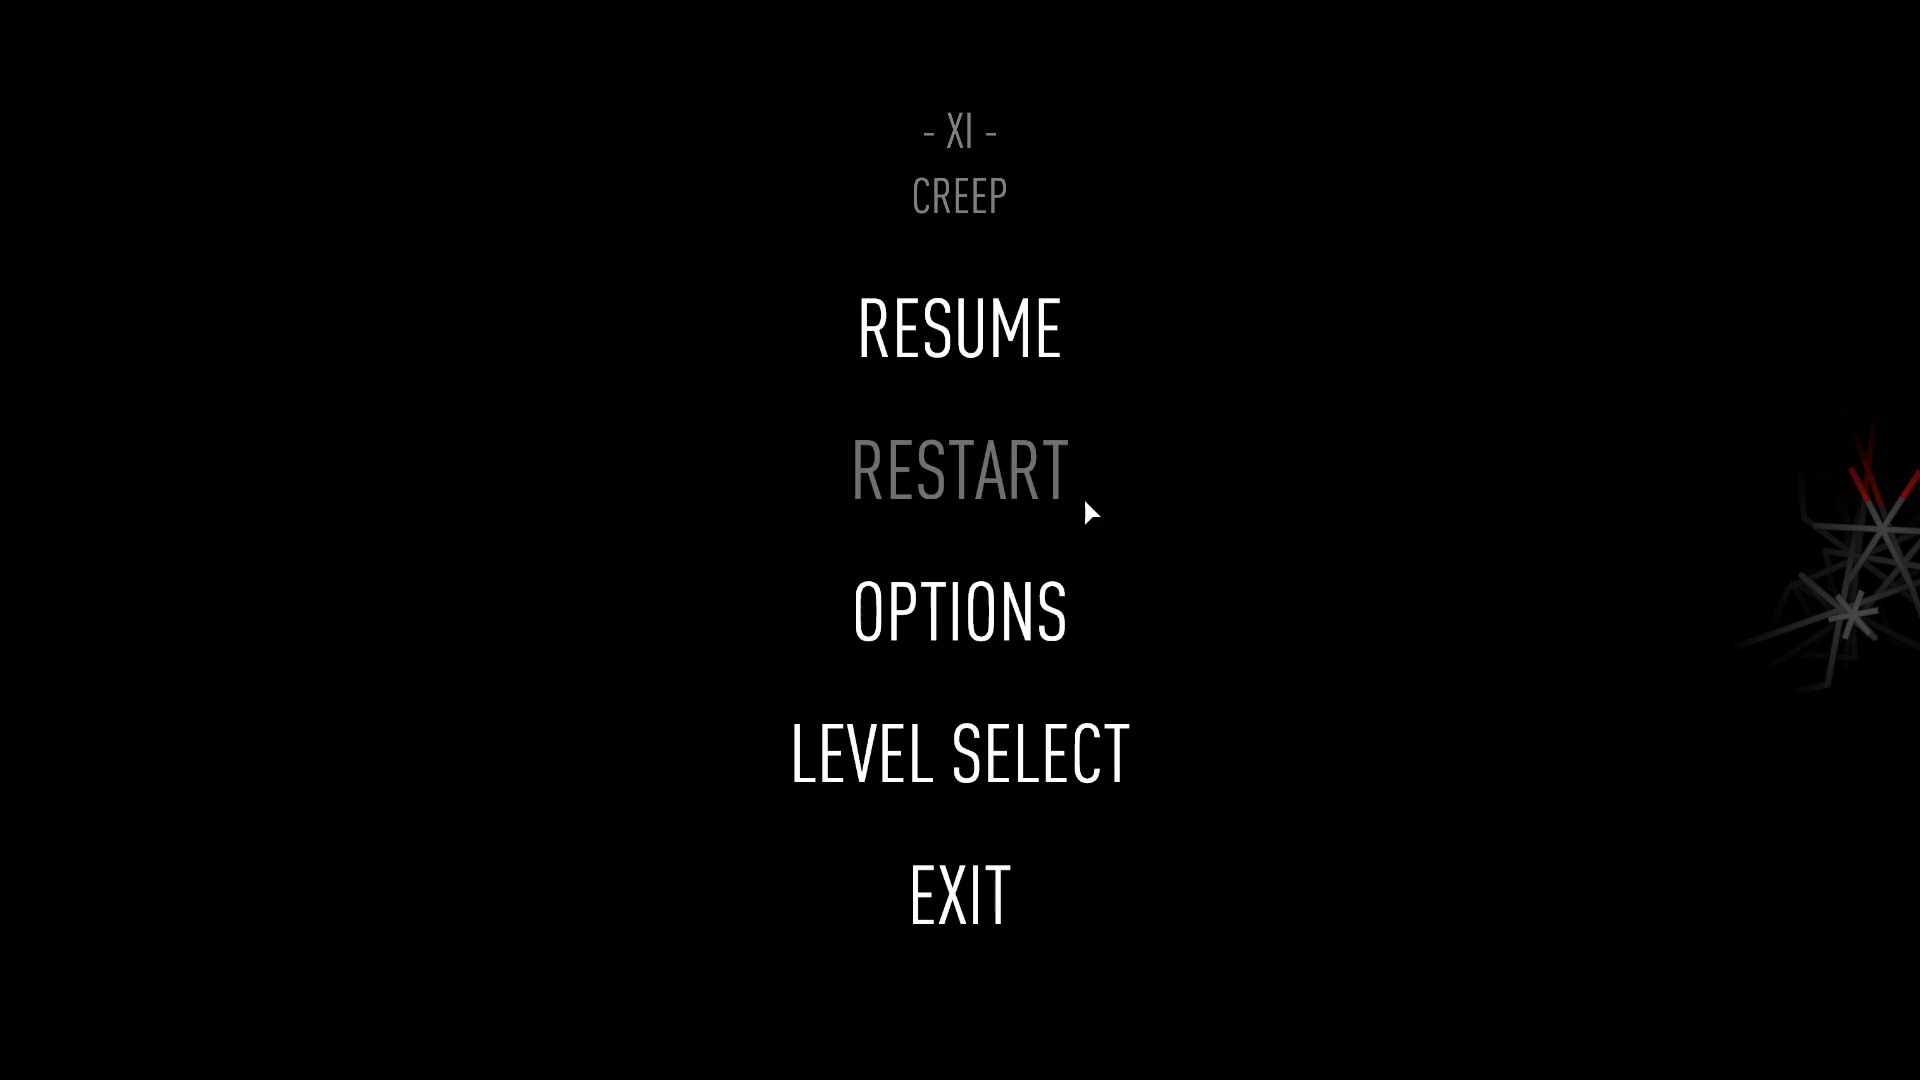 - XI -
CREEP
RESUME
RESTART
OPTIONS
LEVEL SELECT
EXIT